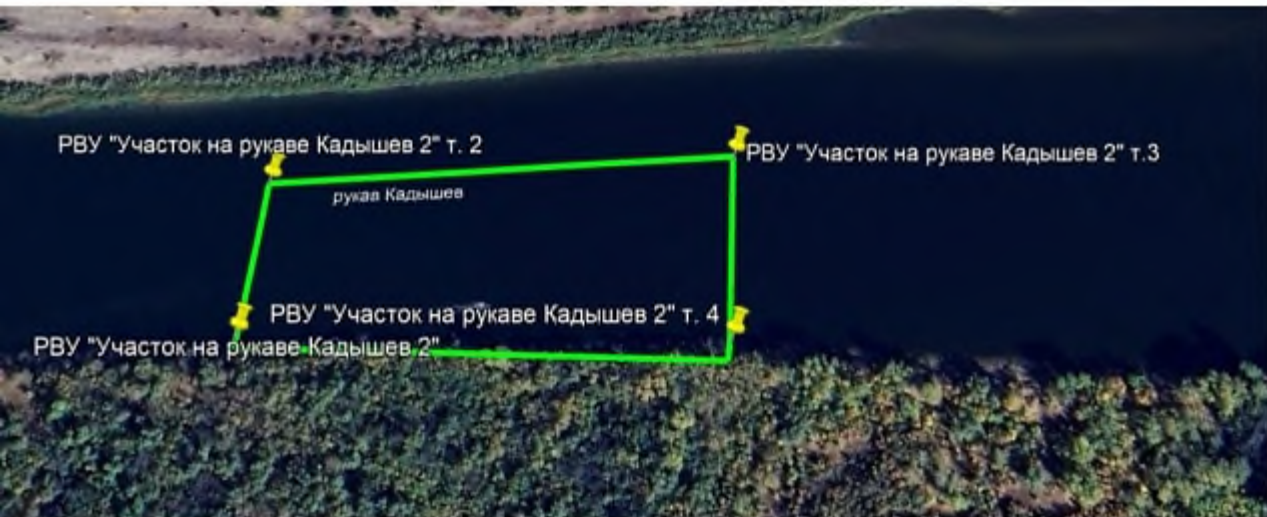 РВУ "Участок на рукаве Кадышев 2" т. 2
РВУ "Участок на рукаве Кадышев 2" т.3
рукав Кадышев
РВУ "Участок на рукаве Кадышев 2" т. 4
РВУ "Участок на рукаве Кадышев 2"